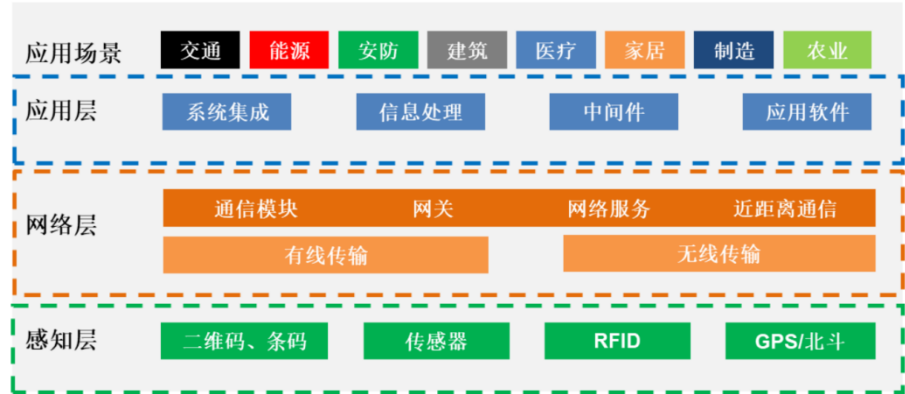 应用场景 交通 能源 安防 建筑 医疗 家居 制造 农业
应用层 系统集成 信息处理 中间件 应用软件
网络层
通信模块 网关 网络服务 近距离通信
有线传输 无线传输
感知层 二维码、条码 传感器 RFID GPS/北斗